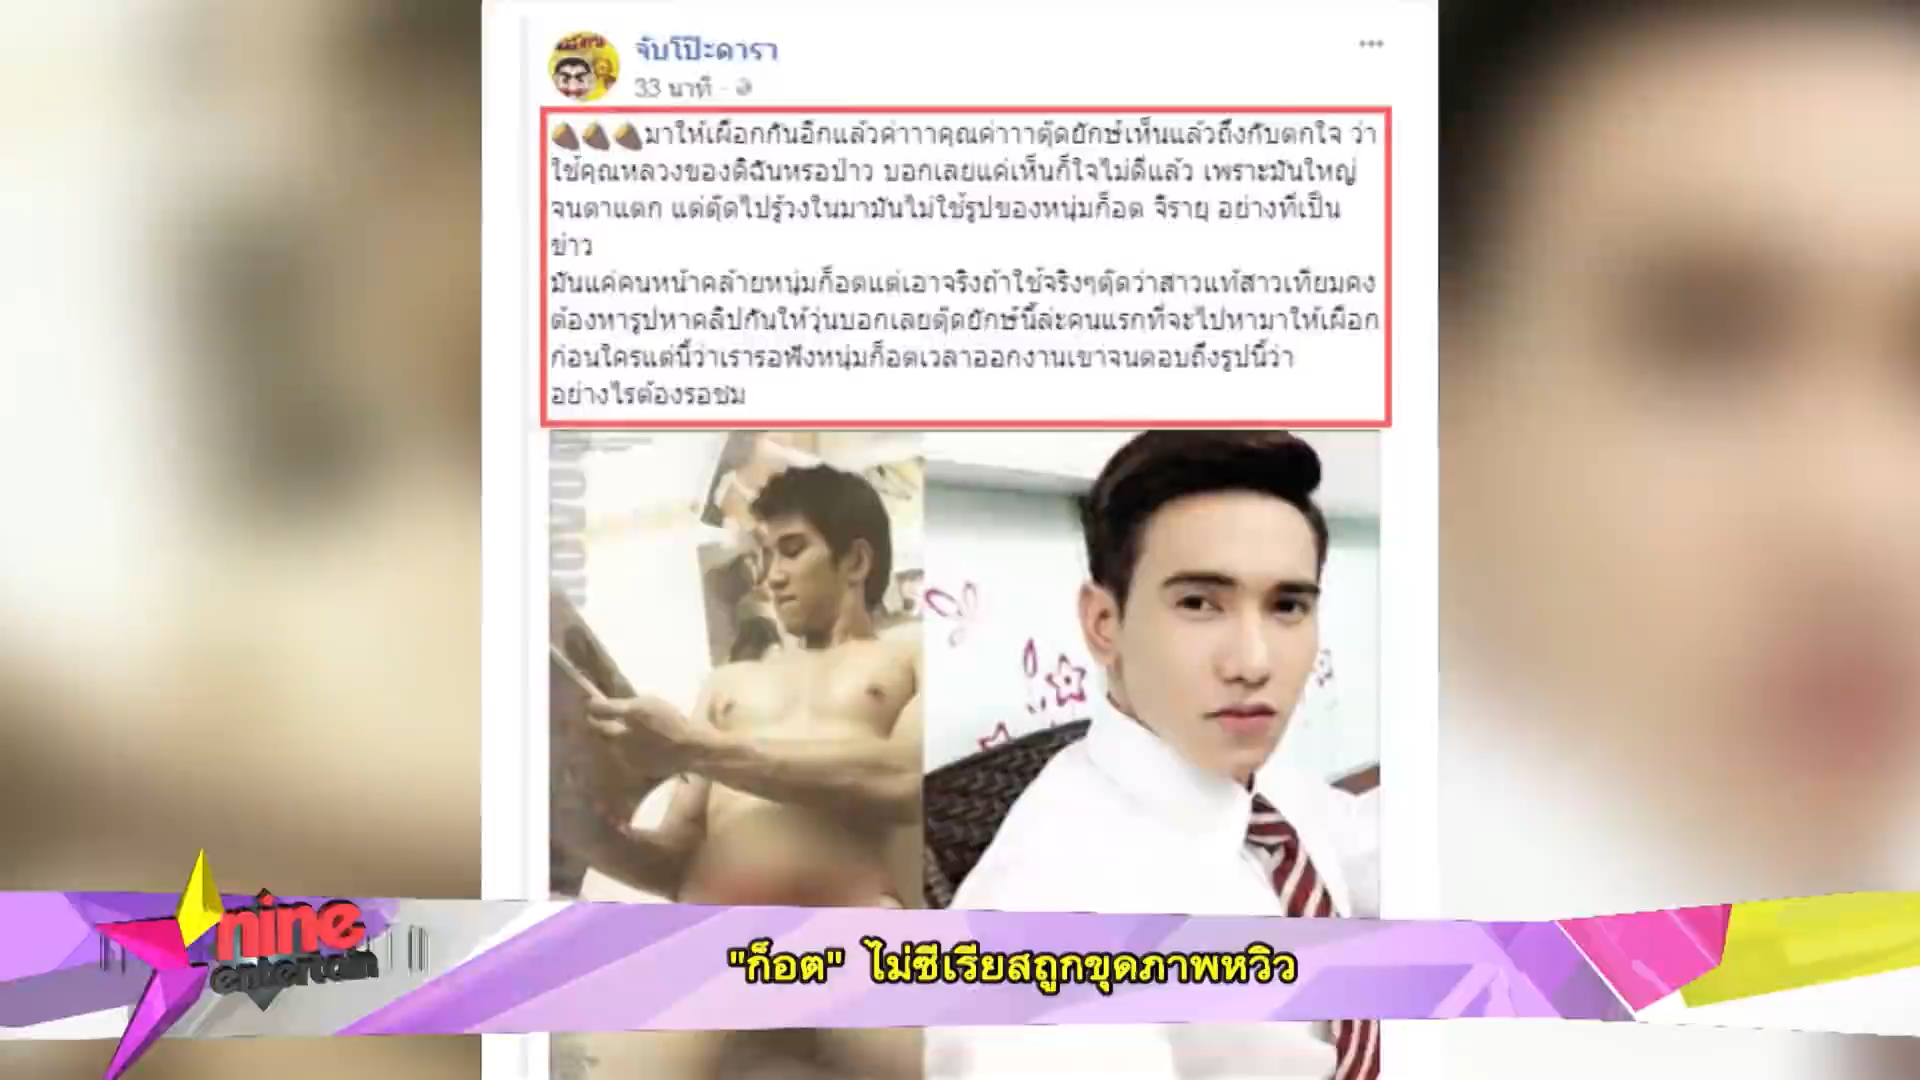 จับโป๊ะดารา
33 นาที
มาให้เผือกกันอีกแล้วค่าาาคุณค่าาาตุ๊ดยักษ์เห็นแล้วถึงกับตกใจ ว่า
ใช่คุณหลวงของดิฉันหรอป่าว บอกเลยแค่เห็นก็ใจไม่ดีแล้ว เพราะมันใหญ่
จนตาแตก แต่ตุ๊ดไปรู้วงในมามันไม่ใช่รูปของหนุ่มก็อต จิรายุ อย่างที่เป็น
ข่าว
มันแค่คนหน้าคล้ายหนุ่มก็อตแต่เอาจริงถ้าใช่จริงๆตุ๊ดว่าสาวแท้สาวเทียมคง
ต้องหารูปหาคลิปกันให้วุ่นบอกเลยตุ๊ดยักษ์นี้ล่ะคนแรกที่จะไปหามาให้เผือก
ก่อนใครแต่นี้ว่าเรารอฟังหนุ่มก็อตเวลาออกงานเขาจนตอบถึงรูปนี้ว่า
อย่างไรต้องรอชม
nine
entertain
"ก็อต" ไม่ซีเรียสถูกขุดภาพหวิว